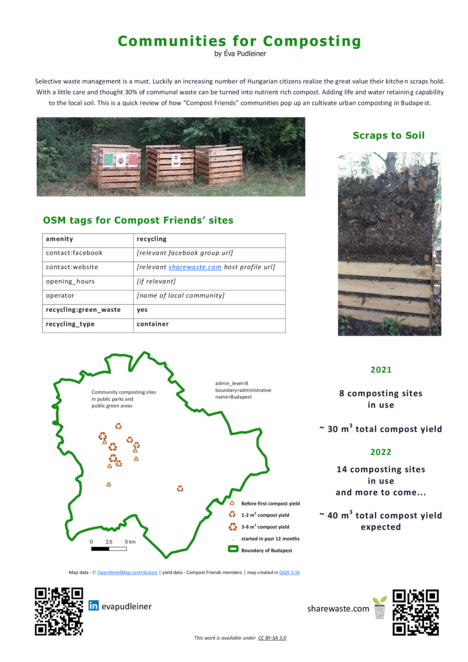 Communities for Composting
by Éva Pudleiner
Selective waste management is a must. Luckily an increasing number of Hungarian citizens realize the great value their kitchen scraps hold.
With a little care and thought 30% of communal waste can be turned into nutrient rich compost. Adding life and water retaining capability
to the local soil. This is a quick review of how “Compost Friends” communities pop up an cultivate urban composting in Budapest.
Scraps to Soil
OSM tags for Compost Friends’ sites
amenity recycling
contact:facebook [relevant facebook group url]
contact:website [relevant sharewaste.com host profile url]
opening_hours [if relevant]
operator [name of local community]
recycling:green_waste yes
recycling_type container
Community composting sites
in public parks and
public green areas
admin_level=8
boundary=administrative
name=Budapest
Before first compost yield
1-2 m³ compost yield
3-8 m³ compost yield
started in past 12 months
Boundary of Budapest
0 2,5 5 km
2021
8 composting sites
in use
~ 30 m³ total compost yield
2022
14 composting sites
in use
and more to come...
~ 40 m³ total compost yield
expected
Map data - © OpenStreetMap contributors | yield data - Compost Friends members | map created in QGIS 3.16
in evapudleiner
sharewaste.com
This work is available under CC BY-SA 3.0